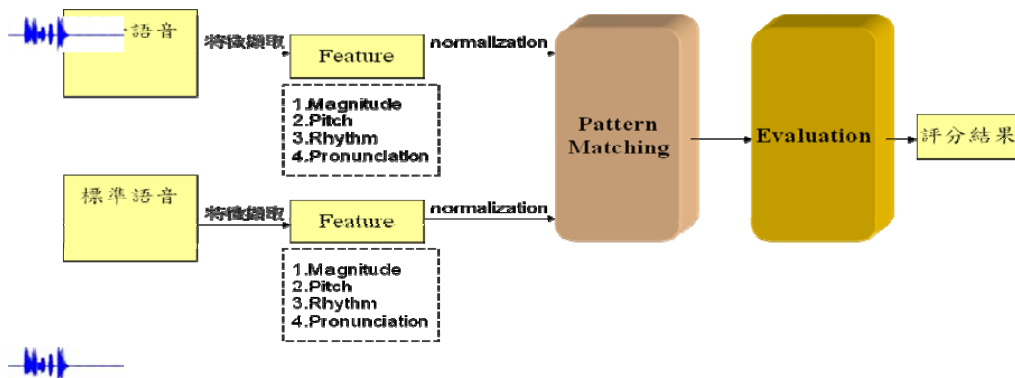 語音
特徵擷取
Feature
normalization
1.Magnitude
2.Pitch
3.Rhythm
4.Pronunciation
Pattern
Matching
Evaluation
評分結果
標準語音
特徵擷取
Feature
normalization
1.Magnitude
2.Pitch
3.Rhythm
4.Pronunciation